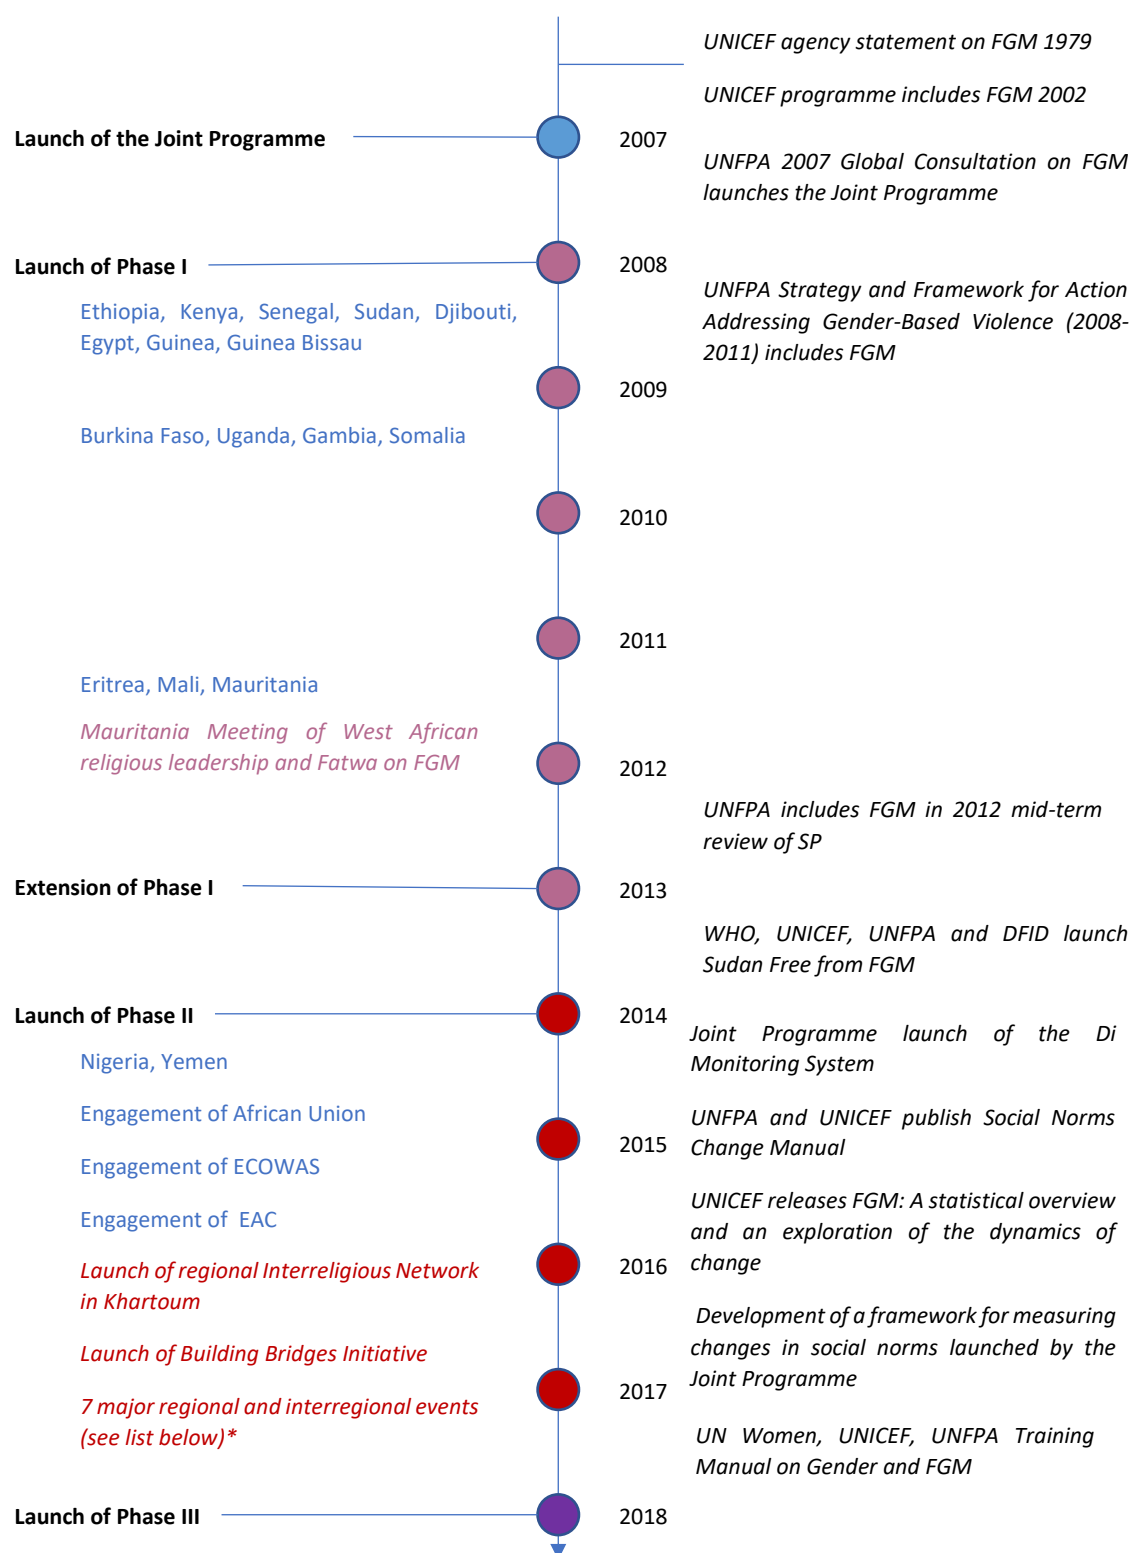 UNICEF agency statement on FGM 1979
UNICEF programme includes FGM 2002
Launch of the Joint Programme
2007
UNFPA 2007 Global Consultation on FGM
launches the Joint Programme
Launch of Phase I
2008
Ethiopia, Kenya, Senegal, Sudan, Djibouti,
Egypt, Guinea, Guinea Bissau
UNFPA Strategy and Framework for Action
Addressing Gender-Based Violence (2008-
2011) includes FGM
2009
Burkina Faso, Uganda, Gambia, Somalia
2010
2011
Eritrea, Mali, Mauritania
Mauritania Meeting of West African
religious leadership and Fatwa on FGM
2012
UNFPA includes FGM in 2012 mid-term
review of SP
Extension of Phase I
2013
WHO, UNICEF, UNFPA and DFID launch
Sudan Free from FGM
Launch of Phase II
2014
Joint Programme launch of the Di
Monitoring System
Nigeria, Yemen
Engagement of African Union
2015
UNFPA and UNICEF publish Social Norms
Change Manual
Engagement of ECOWAS
Engagement of EAC
UNICEF releases FGM: A statistical overview
and an exploration of the dynamics of
change
2016
Launch of regional Interreligious Network
in Khartoum
Launch of Building Bridges Initiative
Development of a framework for measuring
changes in social norms launched by the
Joint Programme
2017
7 major regional and interregional events
(see list below)*
UN Women, UNICEF, UNFPA Training
Manual on Gender and FGM
Launch of Phase III
2018